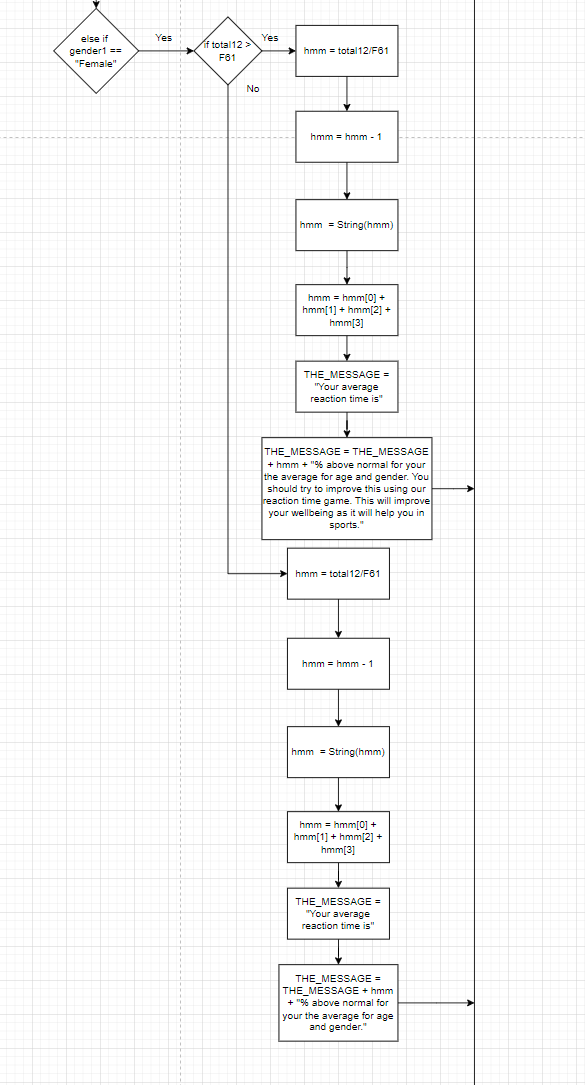 else if
gender1 ==
"Female"
Yes
if total12 >
F61
Yes
No
hmm = total12/F61
hmm = hmm - 1
hmm  = String(hmm)
hmm = hmm[0] +
hmm[1] + hmm[2] +
hmm[3]
THE_MESSAGE =
"Your average
reaction time is"
THE_MESSAGE = THE_MESSAGE
+ hmm + "% above normal for your
the average for age and gender. You
should try to improve this using our
reaction time game. This will improve
your wellbeing as it will help you in
sports."
hmm = total12/F61
hmm = hmm - 1
hmm  = String(hmm)
hmm = hmm[0] +
hmm[1] + hmm[2] +
hmm[3]
THE_MESSAGE =
"Your average
reaction time is"
THE_MESSAGE =
THE_MESSAGE + hmm
+ "% above normal for
your the average for age
and gender."